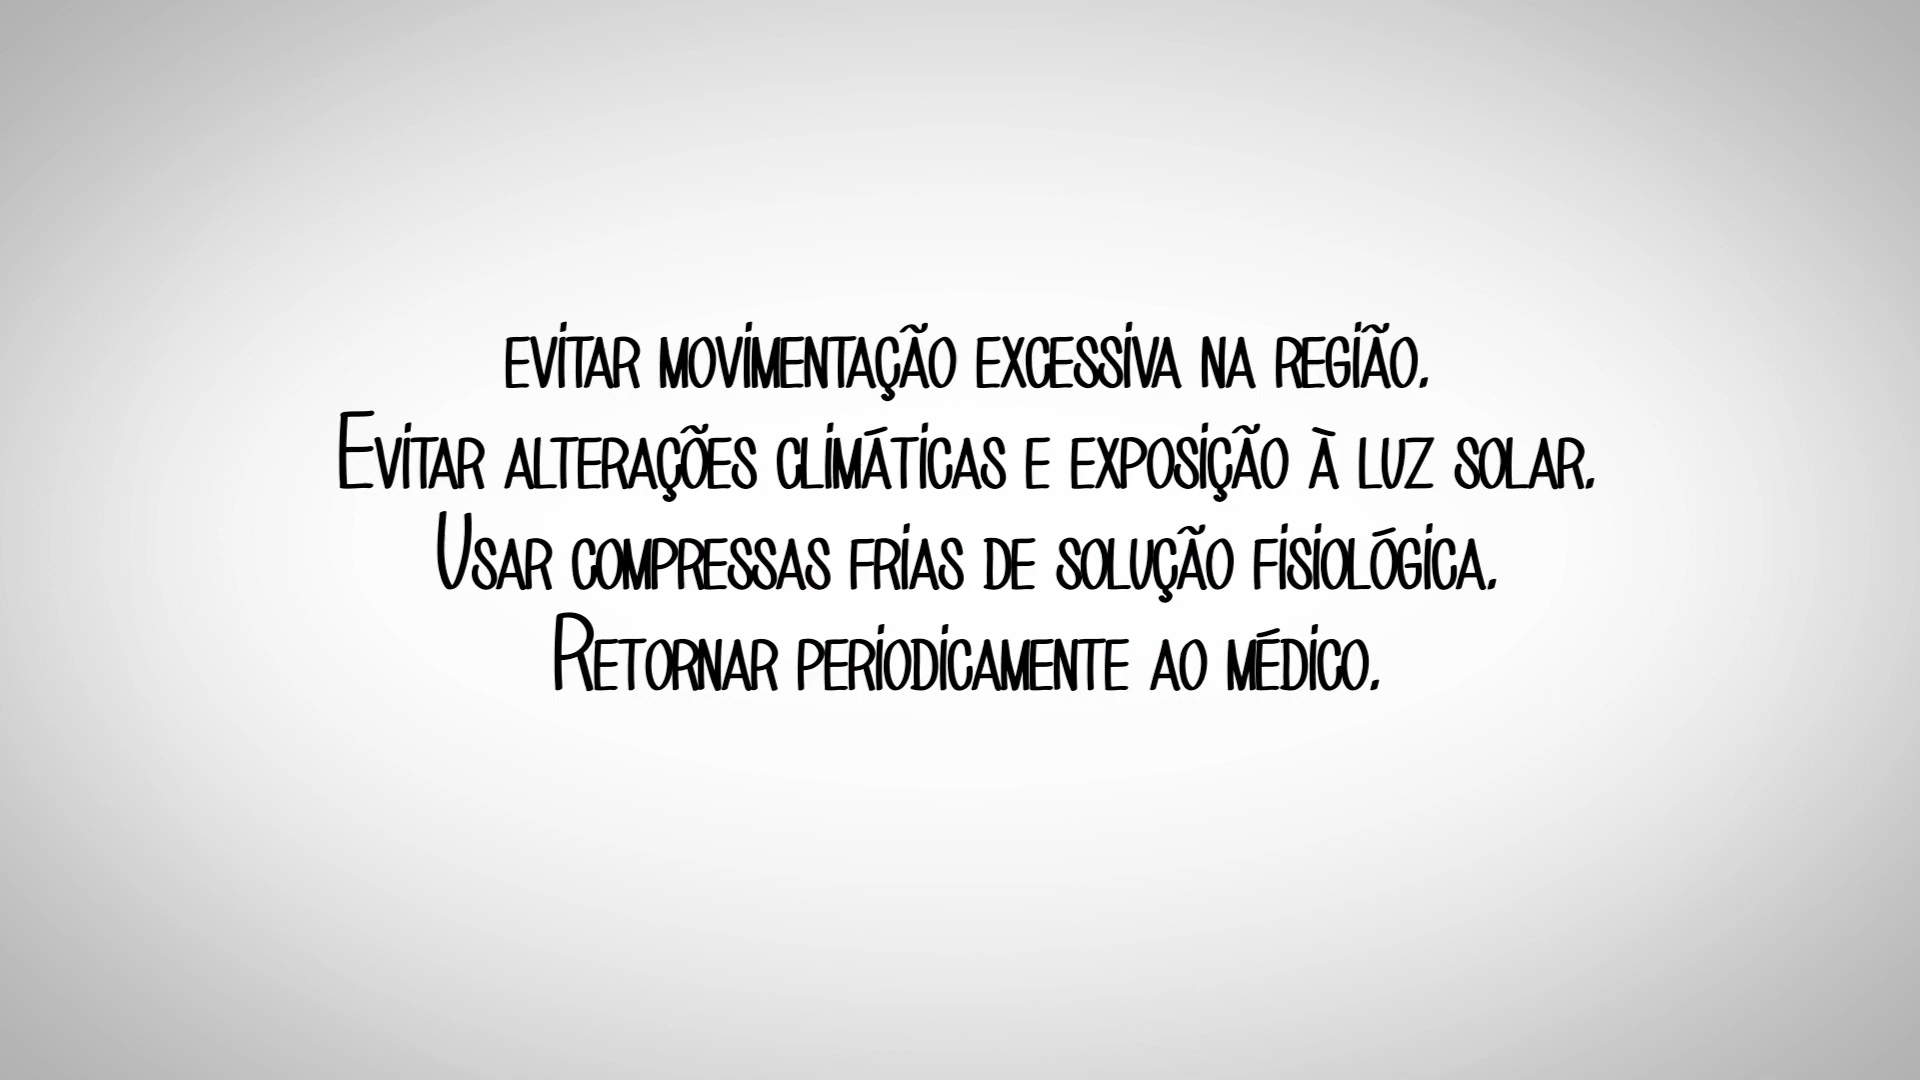 evitar movimentação excessiva na região.
Evitar alterações climáticas e exposição à luz solar.
Usar compressas frias de solução fisiológica.
Retornar periodicamente ao médico.